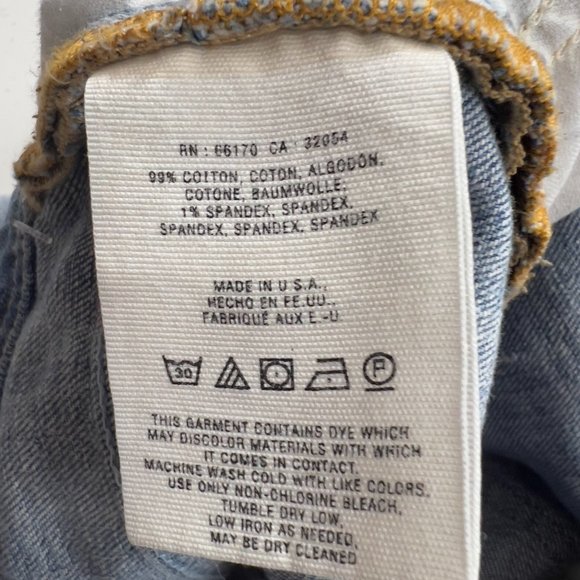 RN : 66170 CA : 32054
99% COTTON, COTON, ALGODON,
COTONE, BAUMWOLLE,
1% SPANDEX, SPANDEX,
SPANDEX, SPANDEX, SPANDEX
MADE IN U.S.A.,
HECHO EN EE.UU.,
FABRIQUÉ AUX E.-U
30
P
THIS GARMENT CONTAINS DYE WHICH
MAY DISCOLOR MATERIALS WITH WHICH
IT COMES IN CONTACT.
MACHINE WASH COLD WITH LIKE COLORS.
USE ONLY NON-CHLORINE BLEACH,
TUMBLE DRY LOW,
LOW IRON AS NEEDED,
MAY BE DRY CLEANED